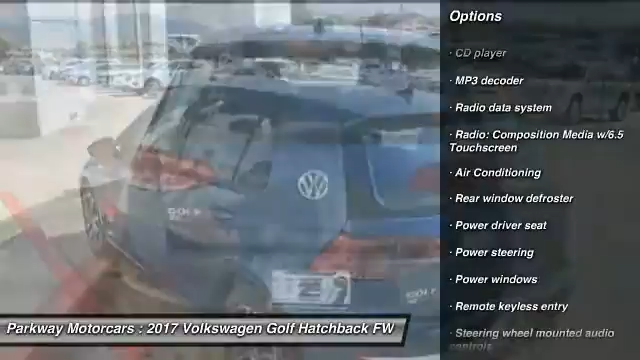 Options
· CD player
· MP3 decoder
· Radio data system
· Radio: Composition Media w/6.5
Touchscreen
· Air Conditioning
· Rear window defroster
· Power driver seat
· Power steering
· Power windows
· Remote keyless entry
· Steering wheel mounted audio
controls
GOLF
Parkway Motorcars : 2017 Volkswagen Golf Hatchback FW